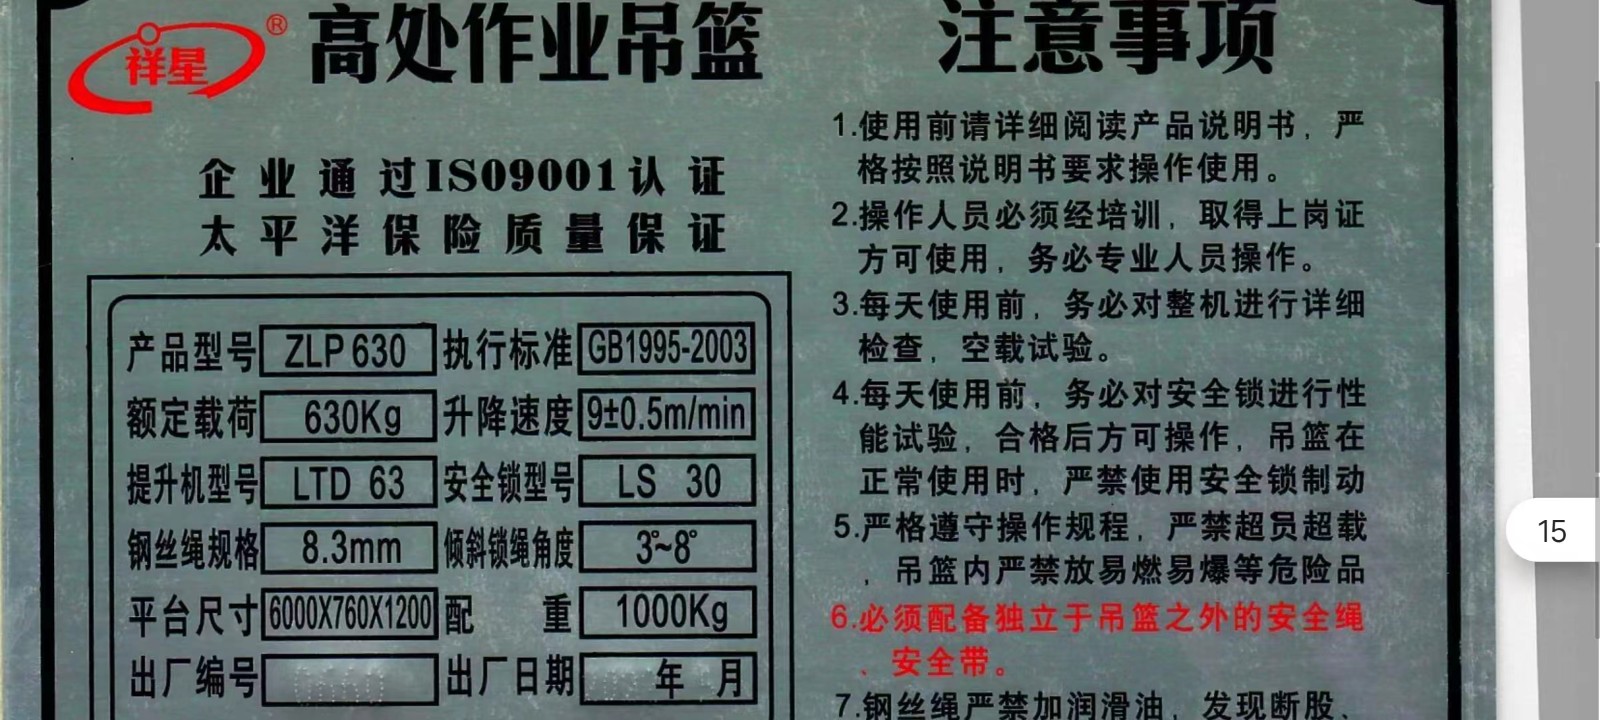 祥星®
高处作业吊篮
企业通过ISO9001认证
太平洋保险质量保证
产品型号 ZLP 630 执行标准 GB1995-2003
额定载荷 630Kg 升降速度 9±0.5m/min
提升机型号 LTD 63 安全锁型号 LS 30
钢丝绳规格 8.3mm 倾斜锁绳角度 3°~8°
平台尺寸 6000X760X1200 配重 1000Kg
出厂编号 出厂日期 年 月
注意事项
1.使用前请详细阅读产品说明书，严
格按照说明书要求操作使用。
2.操作人员必须经培训，取得上岗证
方可使用，务必专业人员操作。
3.每天使用前，务必对整机进行详细
检查，空载试验。
4.每天使用前，务必对安全锁进行性
能试验，合格后方可操作，吊篮在
正常使用时，严禁使用安全锁制动
5.严格遵守操作规程，严禁超员超载
，吊篮内严禁放易燃易爆等危险品
6.必须配备独立于吊篮之外的安全绳
、安全带。
7.钢丝绳严禁加润滑油，发现断股、
15